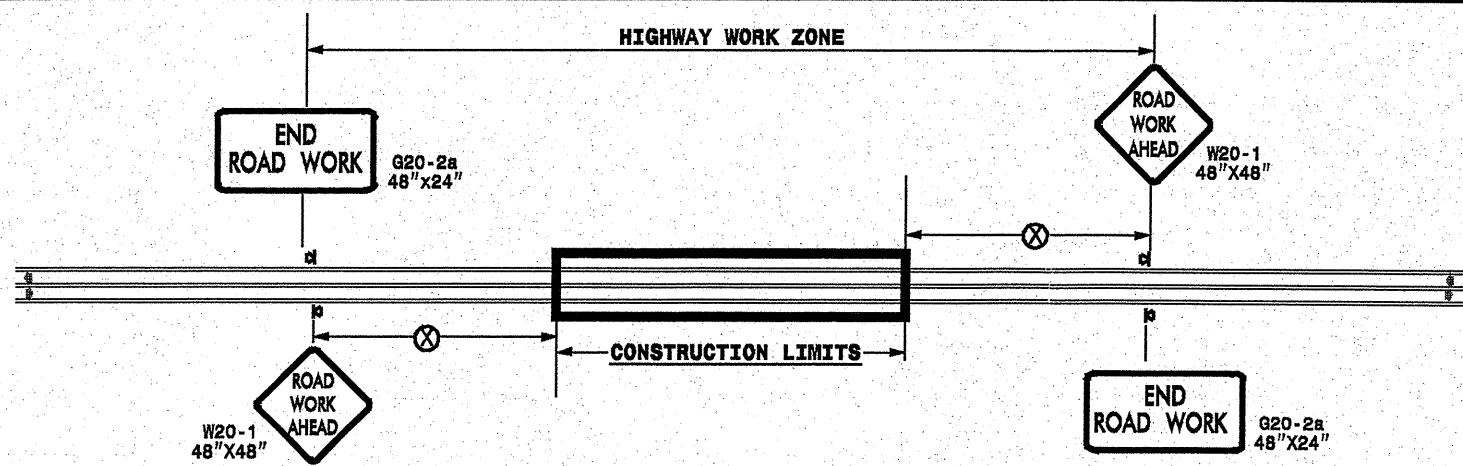 HIGHWAY WORK ZONE
END
ROAD WORK
G20-2a
48"x24"
ROAD
WORK
AHEAD
W20-1
48"X48"
X
X
CONSTRUCTION LIMITS
ROAD
WORK
AHEAD
W20-1
48"X48"
END
ROAD WORK
G20-2a
48"X24"